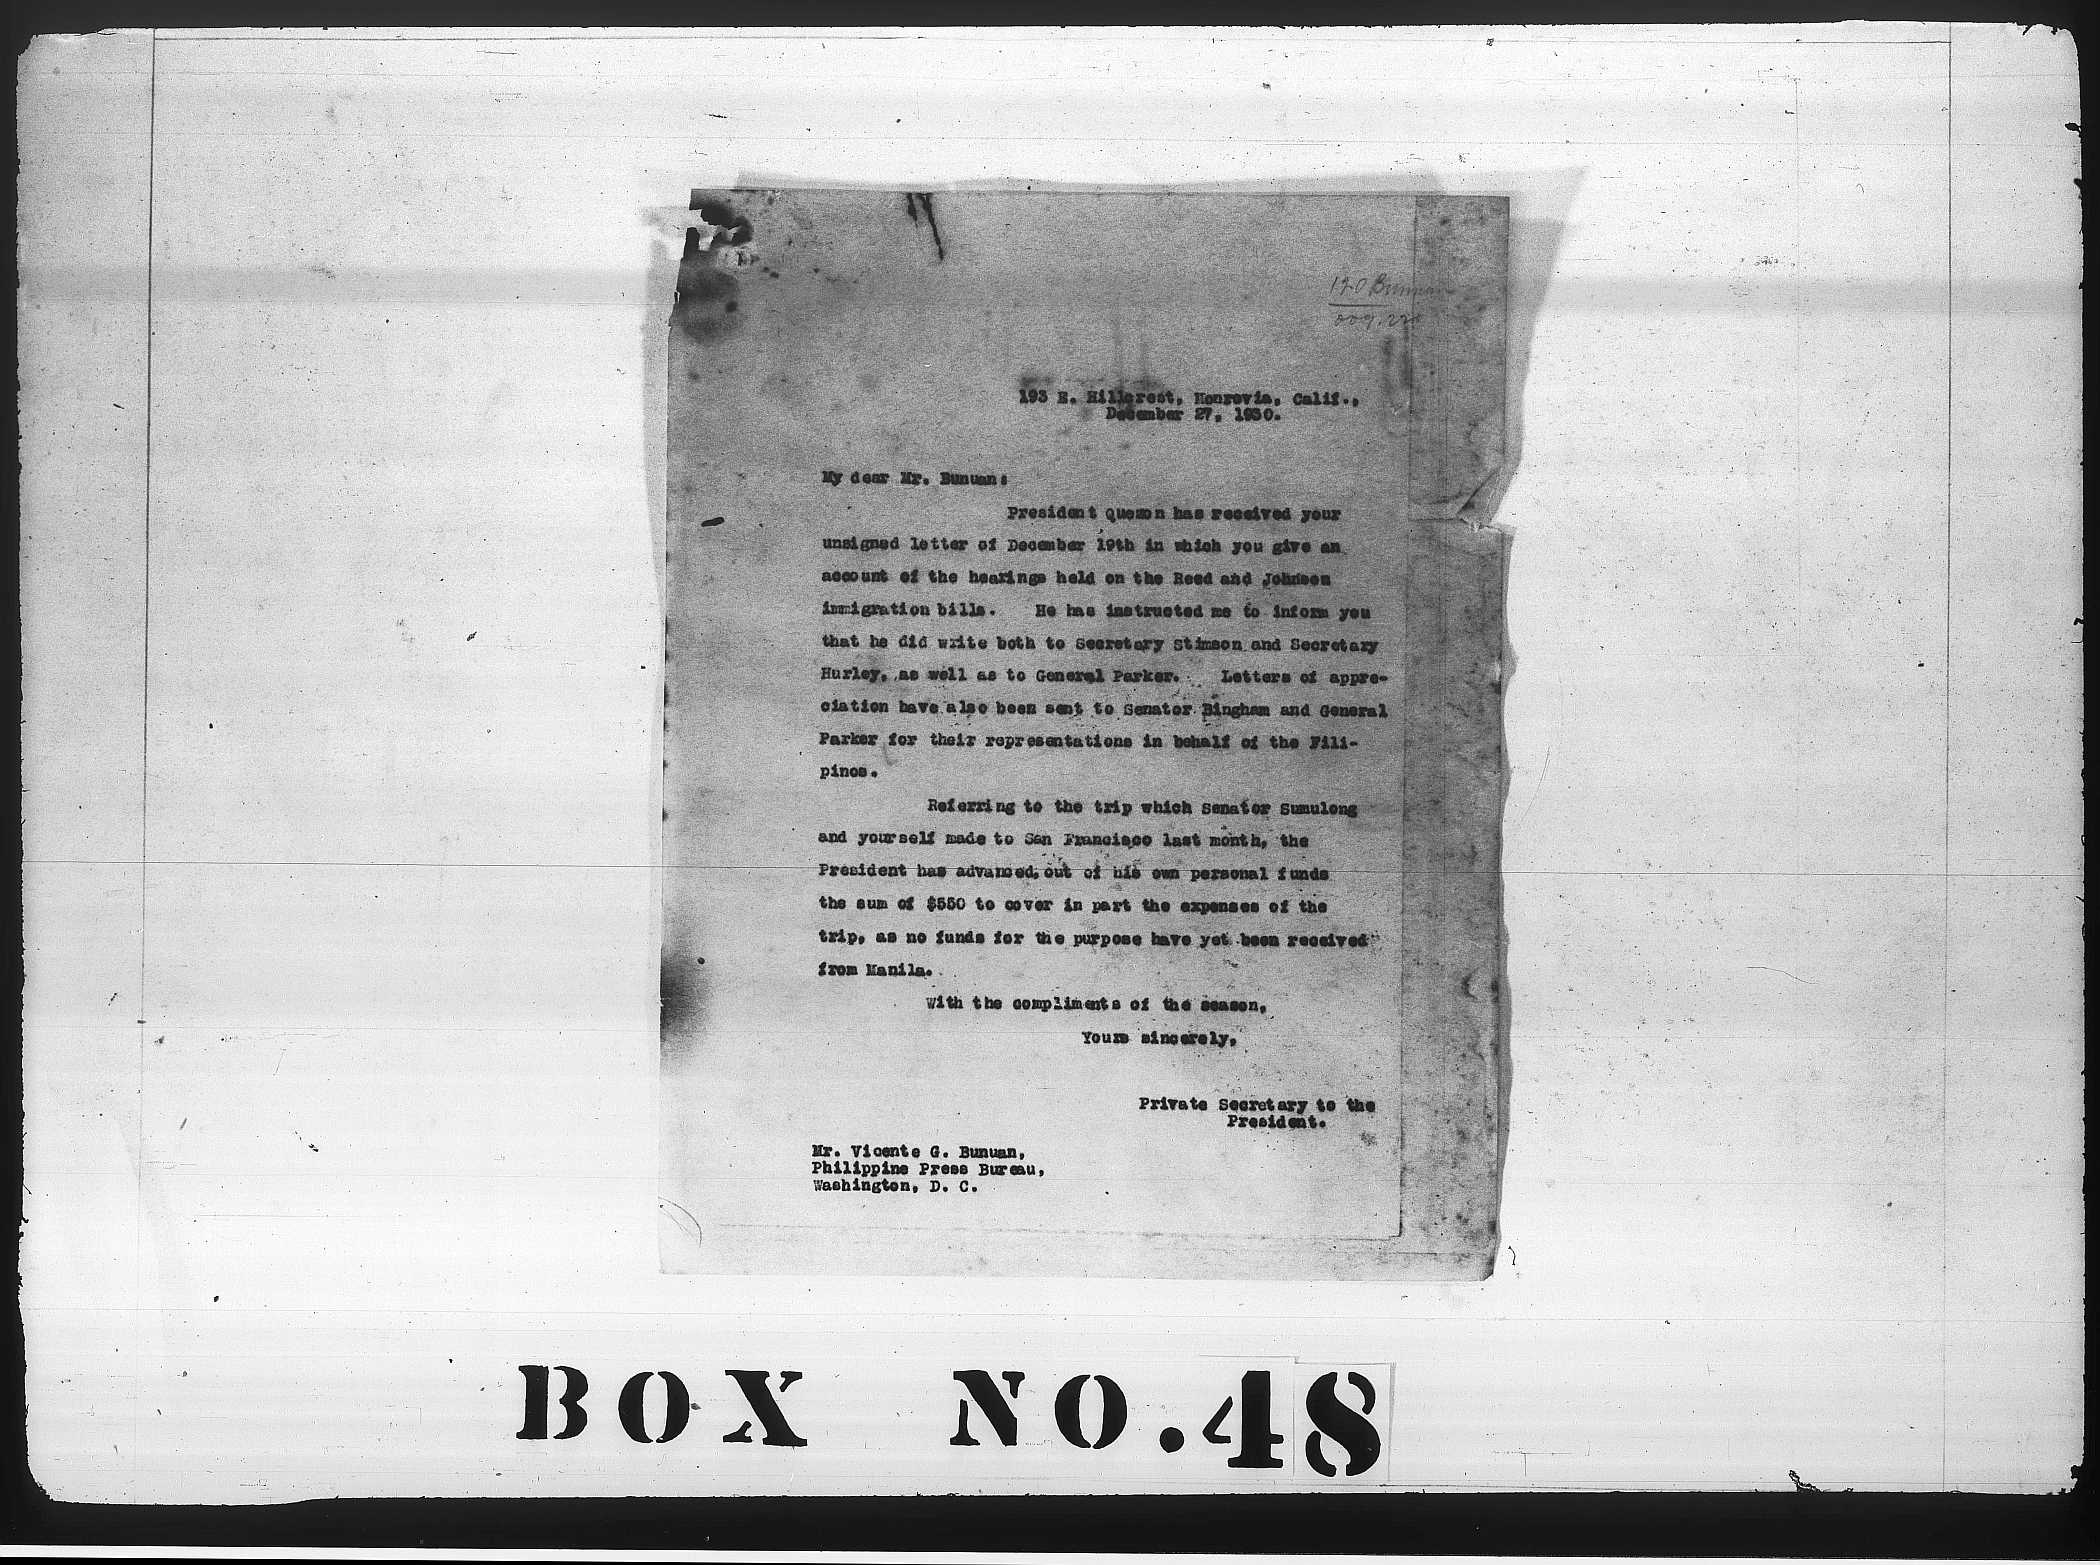 120 Bunuan
193 E. Hillcrest, Monrovia, Calif.,
December 27, 1930.
My dear Mr. Bunuan:
President Quezon has received your
unsigned letter of December 19th in which you give an
account of the hearings held on the Reed and Johnson
immigration bills. He has instructed me to inform you
that he did write both to Secretary Stimson and Secretary
Hurley, as well as to General Parker. Letters of appre-
ciation have also been sent to Senator Bingham and General
Parker for their representations in behalf of the Fili-
pinos.
Referring to the trip which Senator Sumulong
and yourself made to San Francisco last month, the
President has advanced, out of his own personal funds
the sum of $550 to cover in part the expenses of the
trip, as no funds for the purpose have yet been received
from Manila.
With the compliments of the season,
Yours sincerely,
Private Secretary to the
President.
Mr. Vicente G. Bunuan,
Philippine Press Bureau,
Washington, D. C.
BOX NO. 48